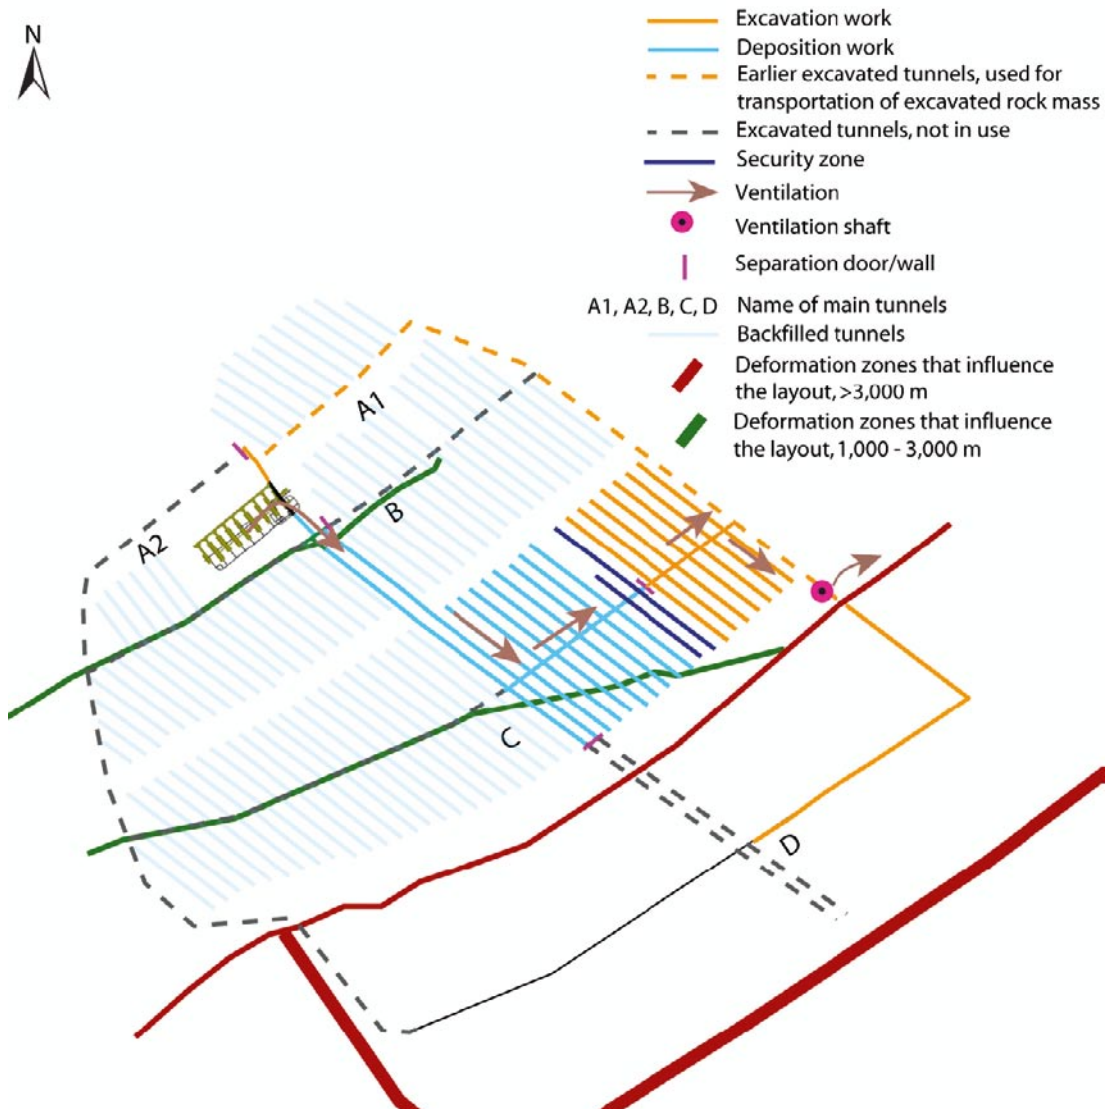 N
Excavation work
Deposition work
Earlier excavated tunnels, used for
transportation of excavated rock mass
Excavated tunnels, not in use
Security zone
Ventilation
Ventilation shaft
Separation door/wall
A1, A2, B, C, D Name of main tunnels
Backfilled tunnels
Deformation zones that influence
the layout, >3,000 m
Deformation zones that influence
the layout, 1,000 - 3,000 m
A1
B
A2
C
D